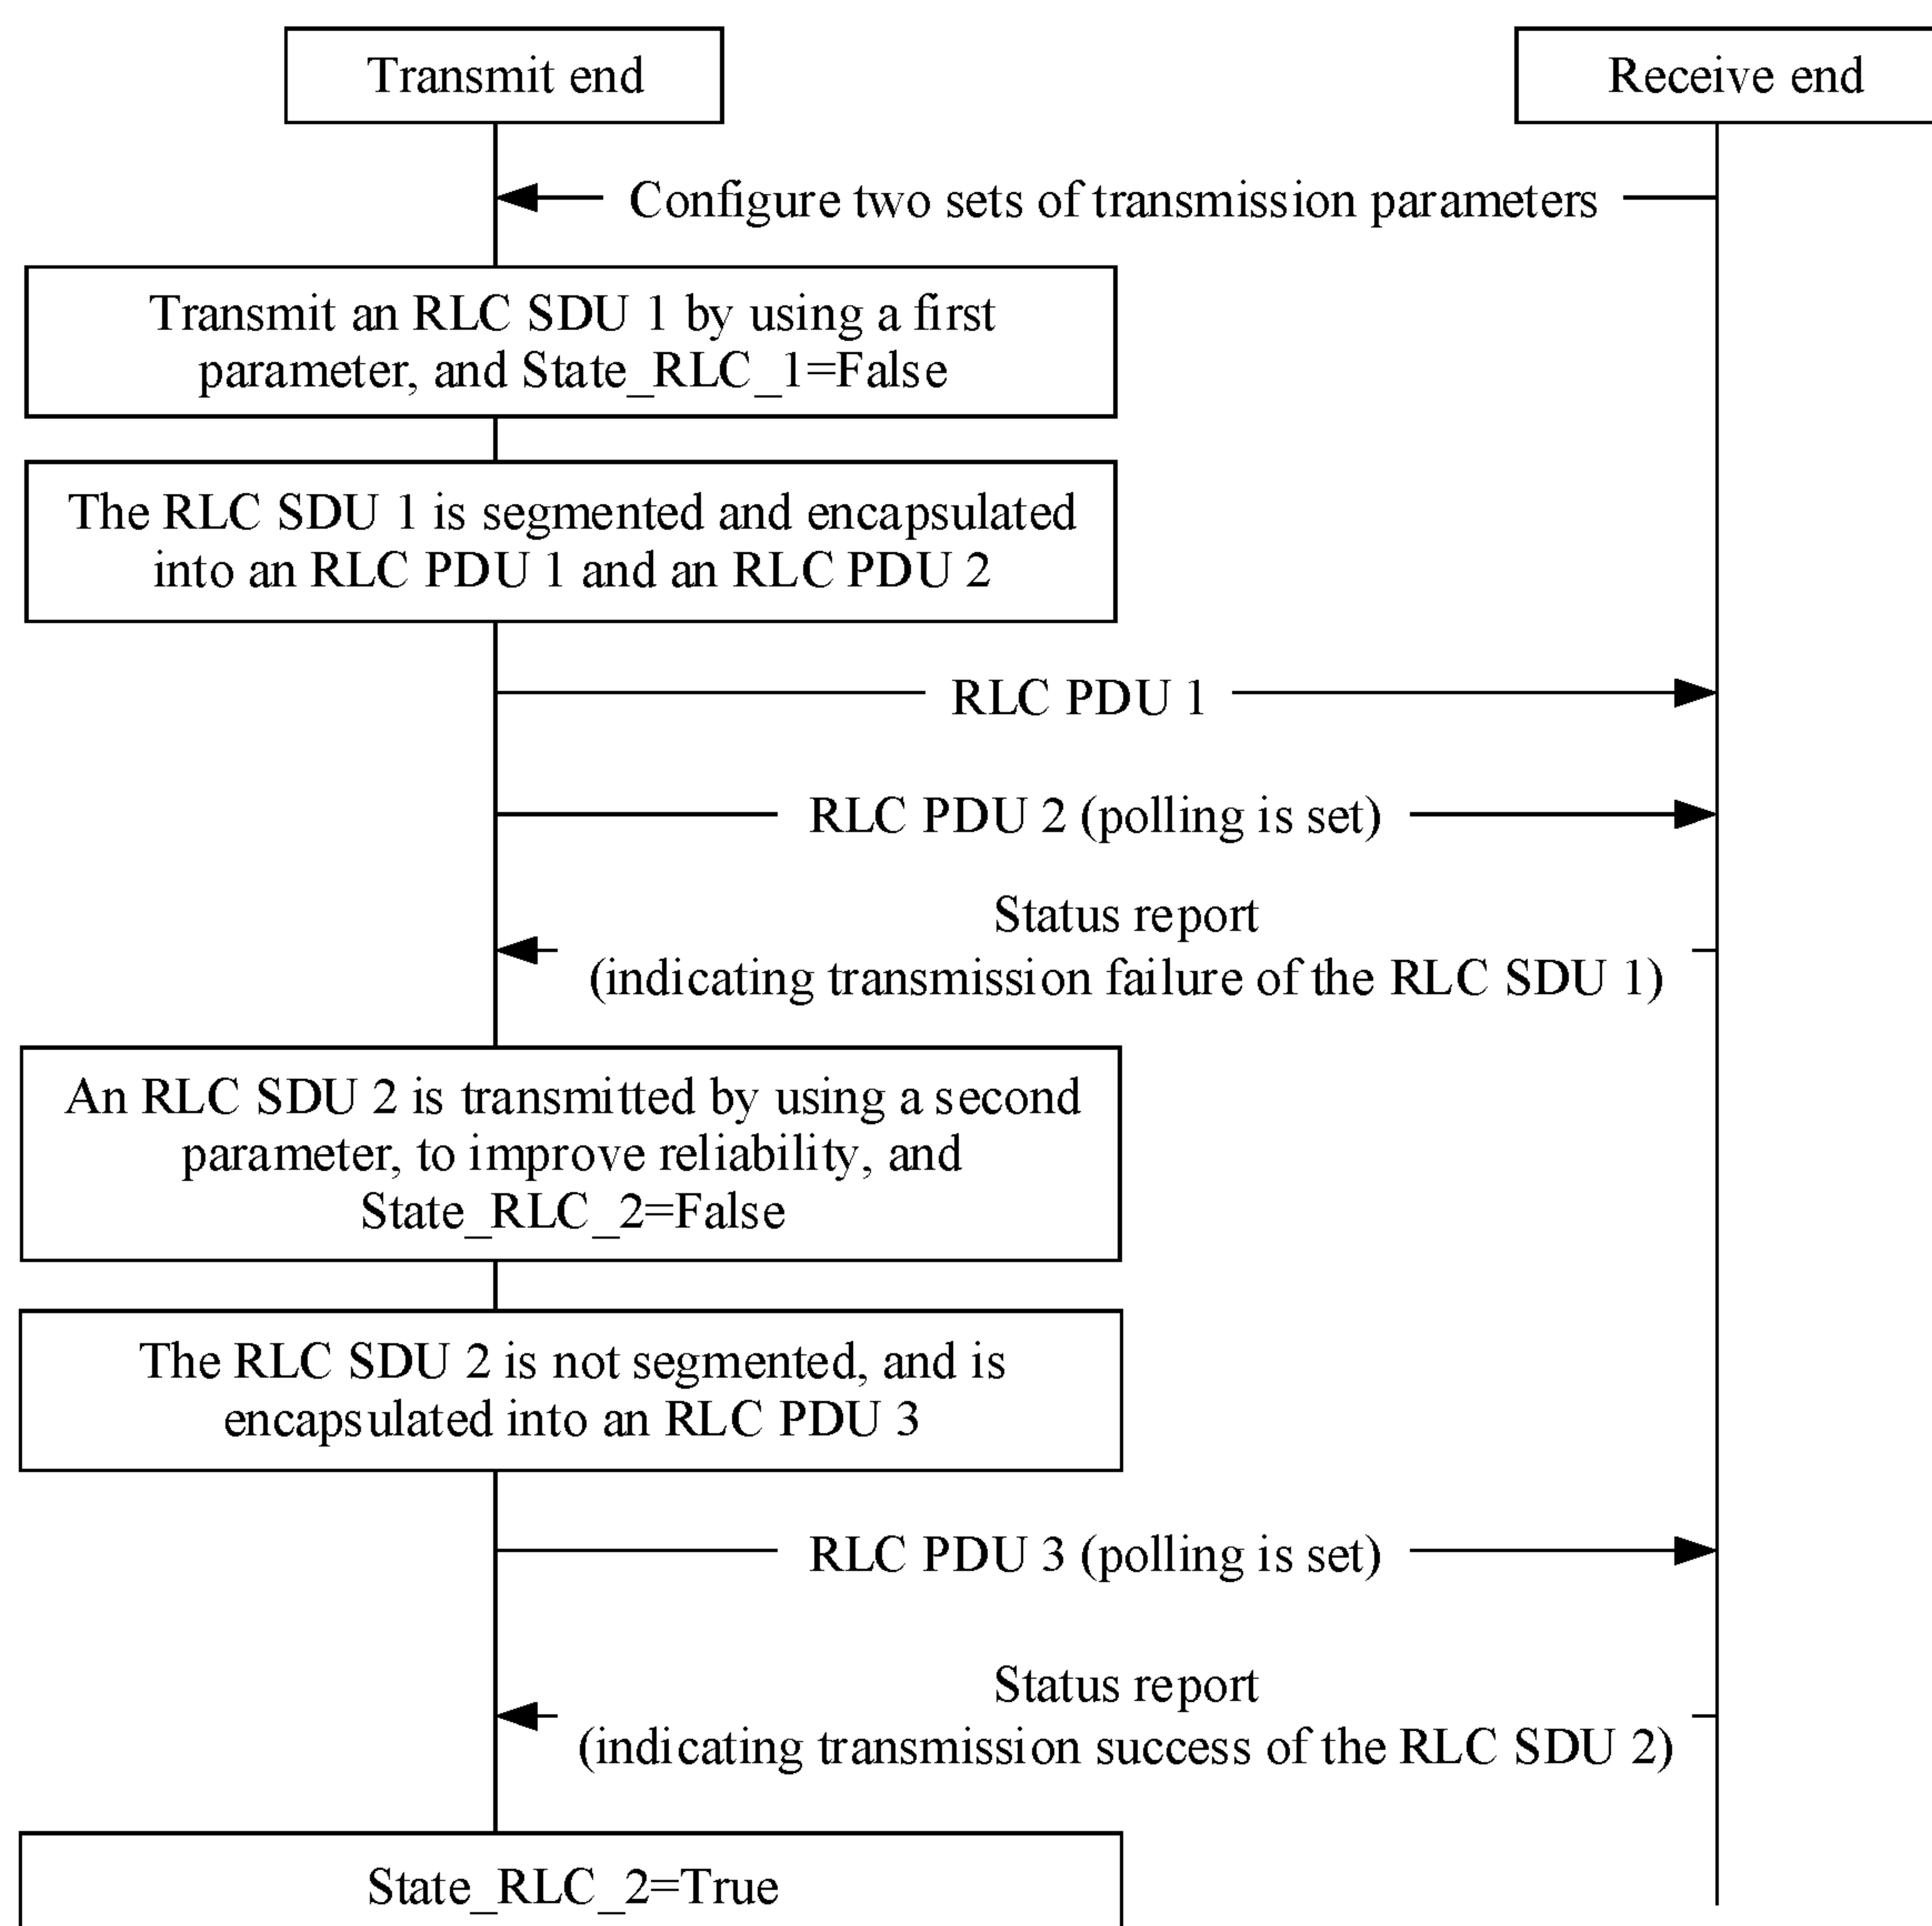 Transmit end
Receive end
Configure two sets of transmission parameters
Transmit an RLC SDU 1 by using a first
parameter, and State_RLC_1=False
The RLC SDU 1 is segmented and encapsulated
into an RLC PDU 1 and an RLC PDU 2
RLC PDU 1
RLC PDU 2 (polling is set)
Status report
(indicating transmission failure of the RLC SDU 1)
An RLC SDU 2 is transmitted by using a second
parameter, to improve reliability, and
State_RLC_2=False
The RLC SDU 2 is not segmented, and is
encapsulated into an RLC PDU 3
RLC PDU 3 (polling is set)
Status report
(indicating transmission success of the RLC SDU 2)
State_RLC_2=True